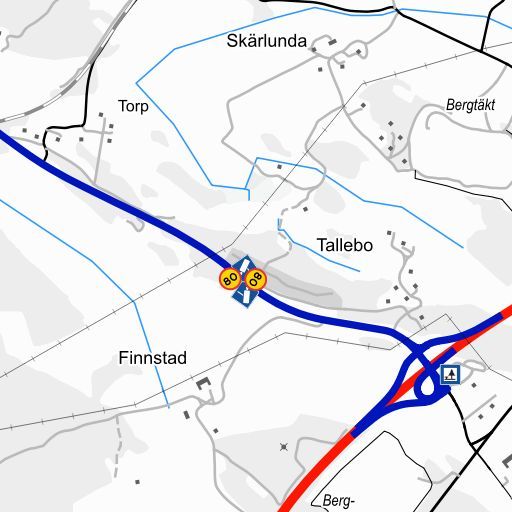 Skärlunda
Torp
Bergtäkt
Tallebo
80
80
Finnstad
Berg-